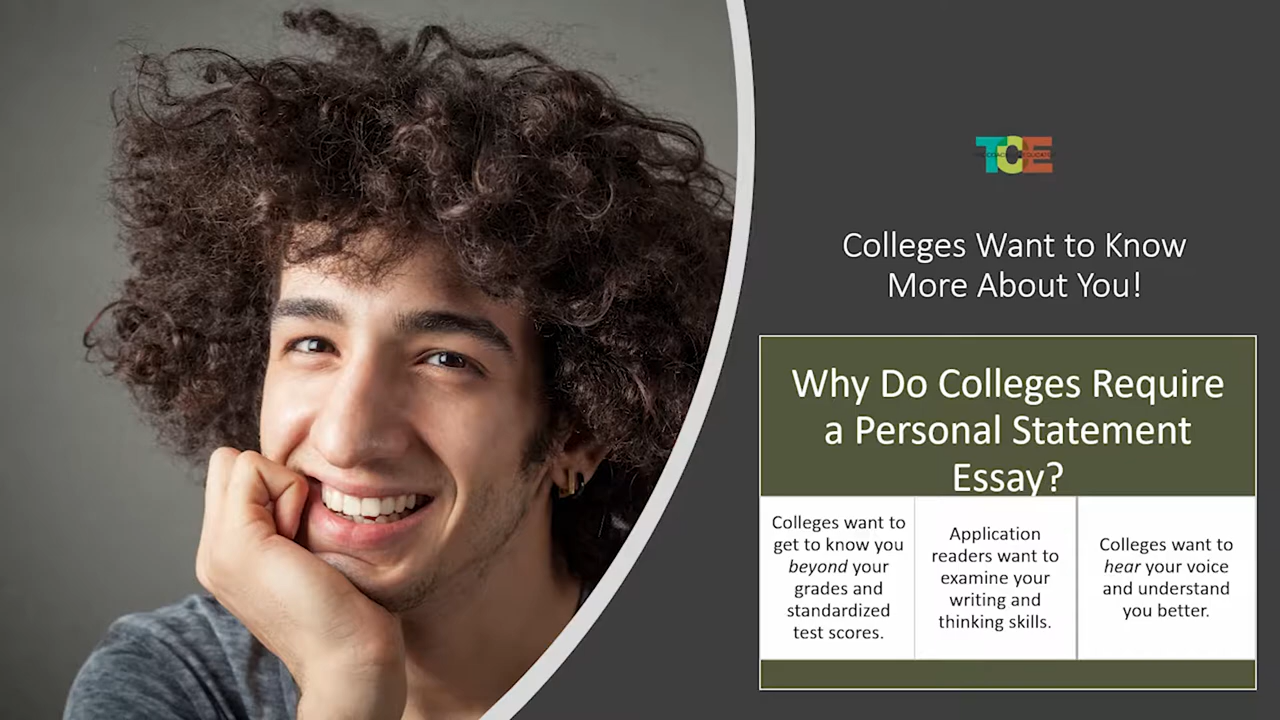 TCE
Colleges Want to Know
More About You!
Why Do Colleges Require
a Personal Statement
Essay?
Colleges want to
get to know you
beyond your
grades and
standardized
test scores.
Application
readers want to
examine your
writing and
thinking skills.
Colleges want to
hear your voice
and understand
you better.